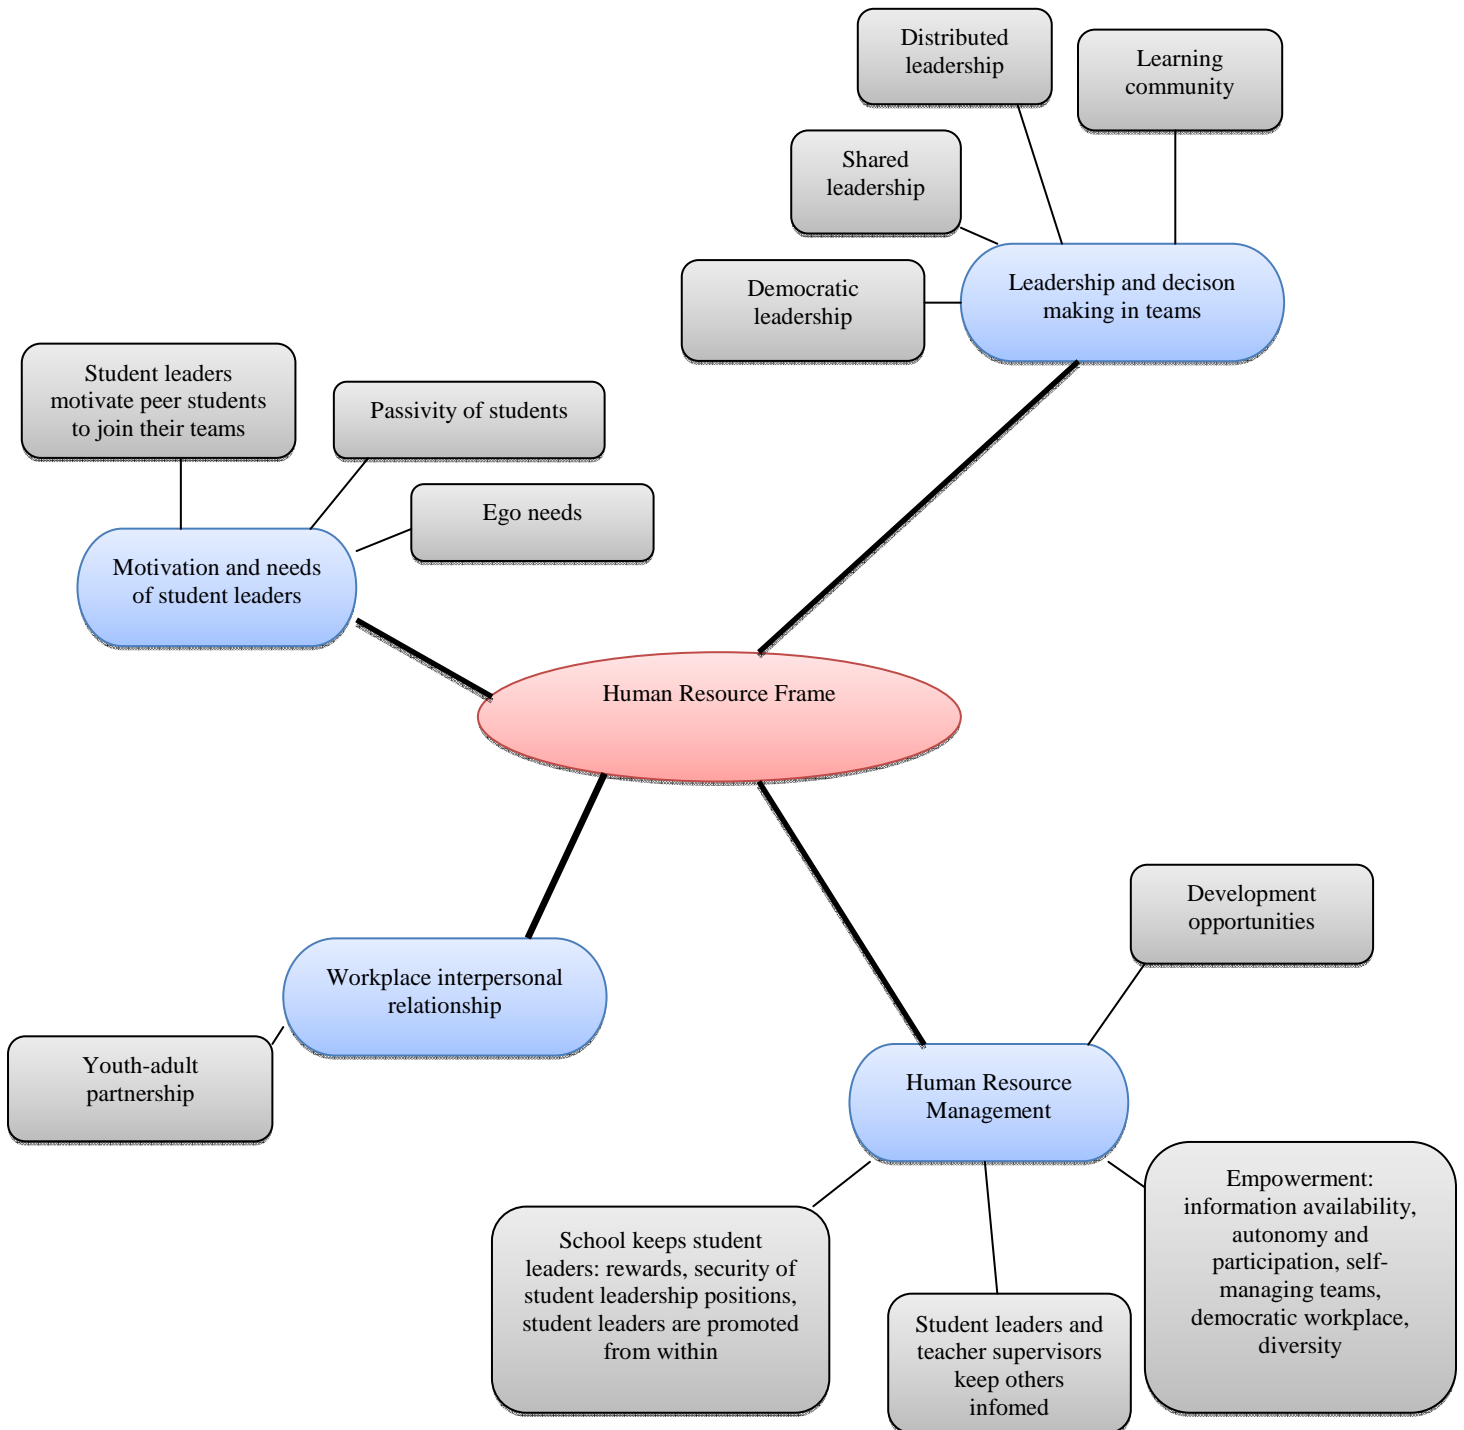 Distributed
leadership
Learning
community
Shared
leadership
Democratic
leadership
Leadership and decison
making in teams
Student leaders
motivate peer students
to join their teams
Passivity of students
Ego needs
Motivation and needs
of student leaders
Human Resource Frame
Workplace interpersonal
relationship
Youth-adult
partnership
Development
opportunities
Human Resource
Management
School keeps student
leaders: rewards, security of
student leadership positions,
student leaders are promoted
from within
Student leaders and
teacher supervisors
keep others
infomed
Empowerment:
information availability,
autonomy and
participation, self-
managing teams,
democratic workplace,
diversity